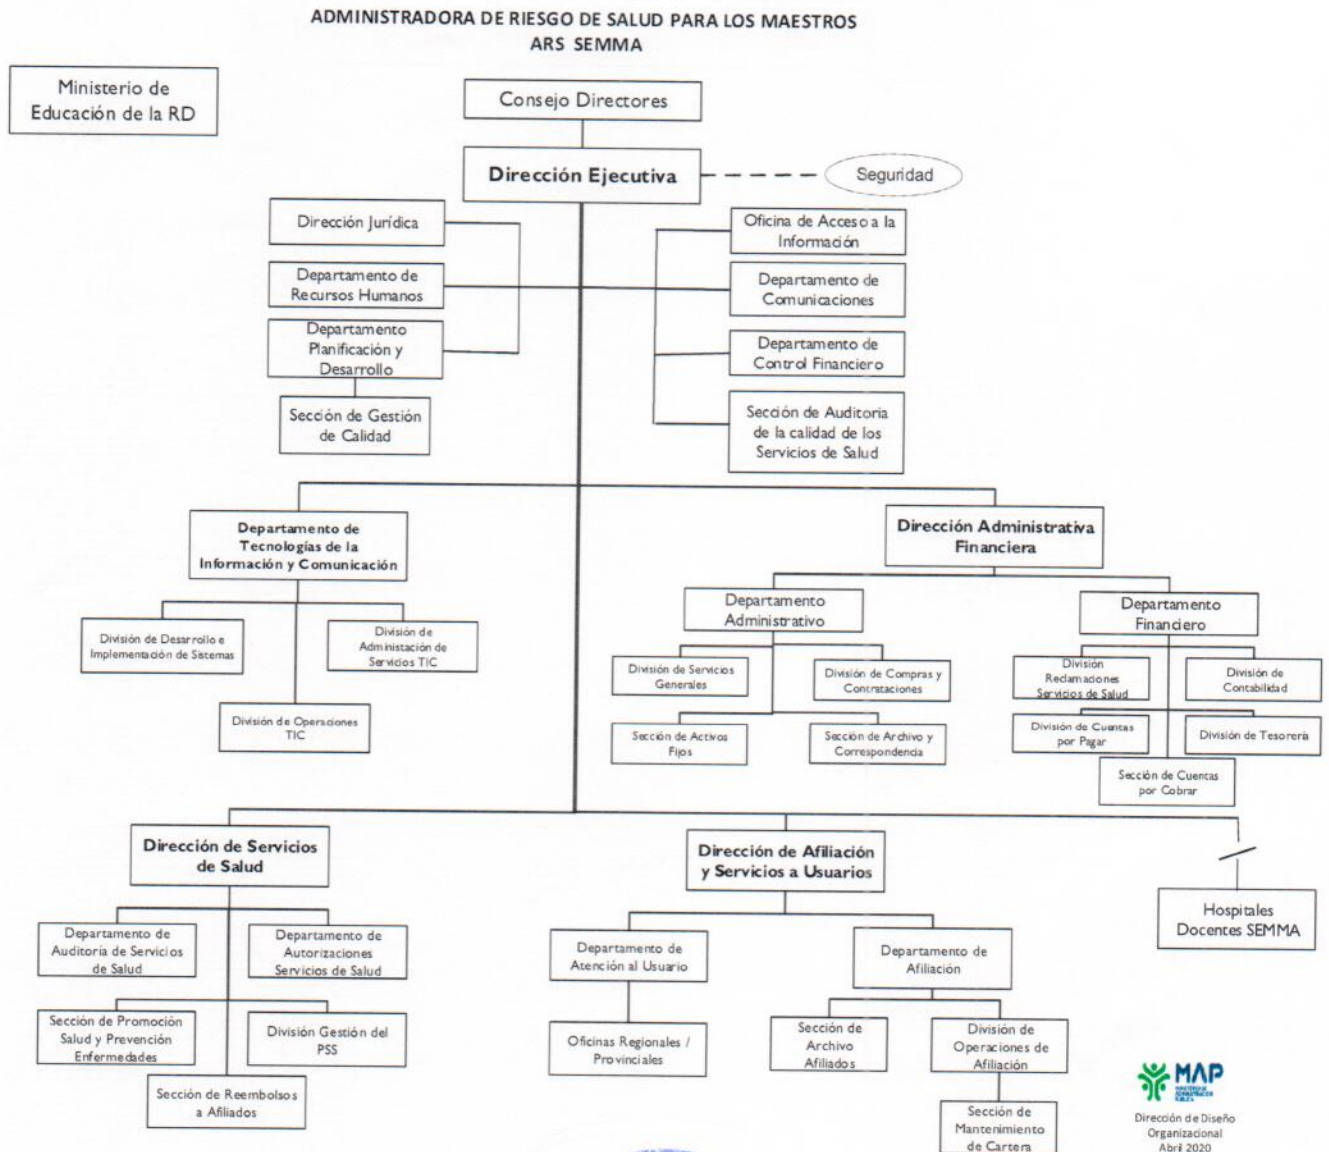 ADMINISTRADORA DE RIESGO DE SALUD PARA LOS MAESTROS
ARS SEMMA
Ministerio de
Educación de la RD
Consejo Directores
Dirección Ejecutiva
Seguridad
Dirección Jurídica
Oficina de Acceso a la
Información
Departamento de
Recursos Humanos
Departamento de
Comunicaciones
Departamento
Planificación y
Desarrollo
Departamento de
Control Financiero
Sección de Gestión
de Calidad
Sección de Auditoria
de la calidad de los
Servicios de Salud
Departamento de
Tecnologías de la
Información y Comunicación
Dirección Administrativa
Financiera
División de Desarrollo e
Implementación de Sistemas
División de
Administación de
Servicios TIC
División de Operaciones
TIC
Departamento
Administrativo
Departamento
Financiero
División de Servicios
Generales
División de Compras y
Contrataciones
División
Reclamaciones
Servicios de Salud
División de
Contabilidad
Sección de Activos
Fijos
Sección de Archivo y
Correspondencia
División de Cuentas
por Pagar
División de Tesorería
Sección de Cuentas
por Cobrar
Dirección de Servicios
de Salud
Dirección de Afiliación
y Servicios a Usuarios
Hospitales
Docentes SEMMA
Departamento de
Auditoría de Servicios
de Salud
Departamento de
Autorizaciones
Servicios de Salud
Sección de Promoción
Salud y Prevención
Enfermedades
División Gestión del
PSS
Sección de Reembolsos
a Afiliados
Departamento de
Atención al Usuario
Departamento de
Afiliación
Oficinas Regionales /
Provinciales
Sección de
Archivo
Afiliados
División de
Operaciones de
Afiliación
Sección de
Mantenimiento
de Cartera
MAP
MINISTERIO DE
ADMINISTRACIÓN
PÚBLICA
Dirección de Diseño
Organizacional
Abril 2020